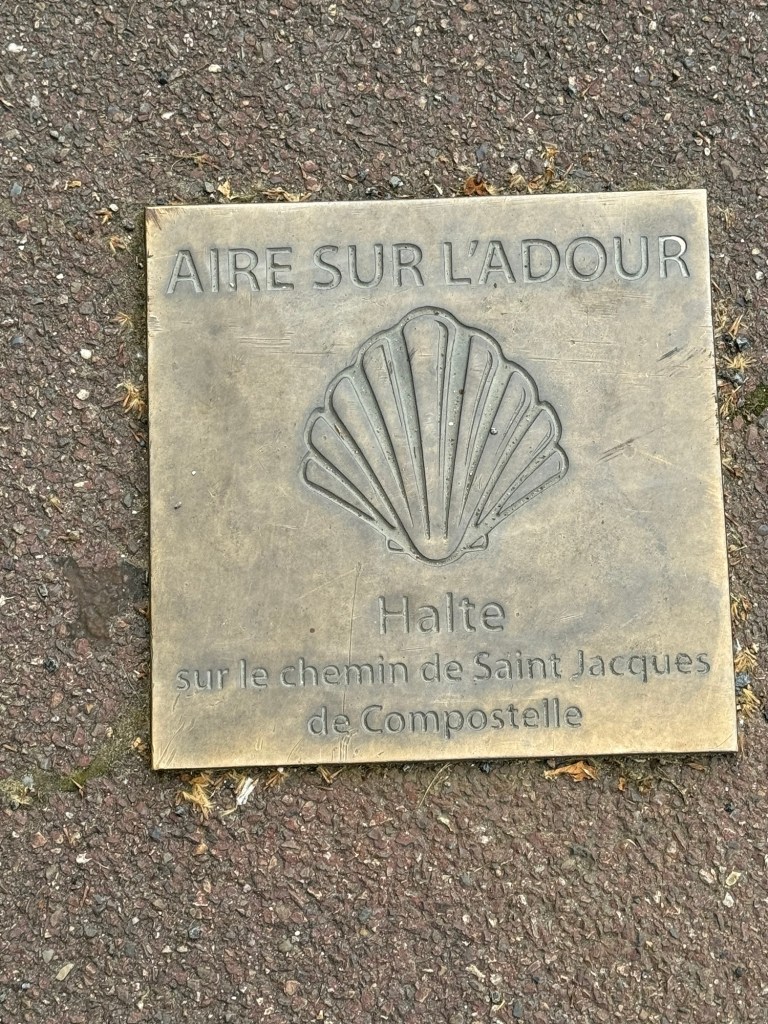 AIRE SUR L'ADOUR
Halte
sur le chemin de Saint Jacques
de Compostelle